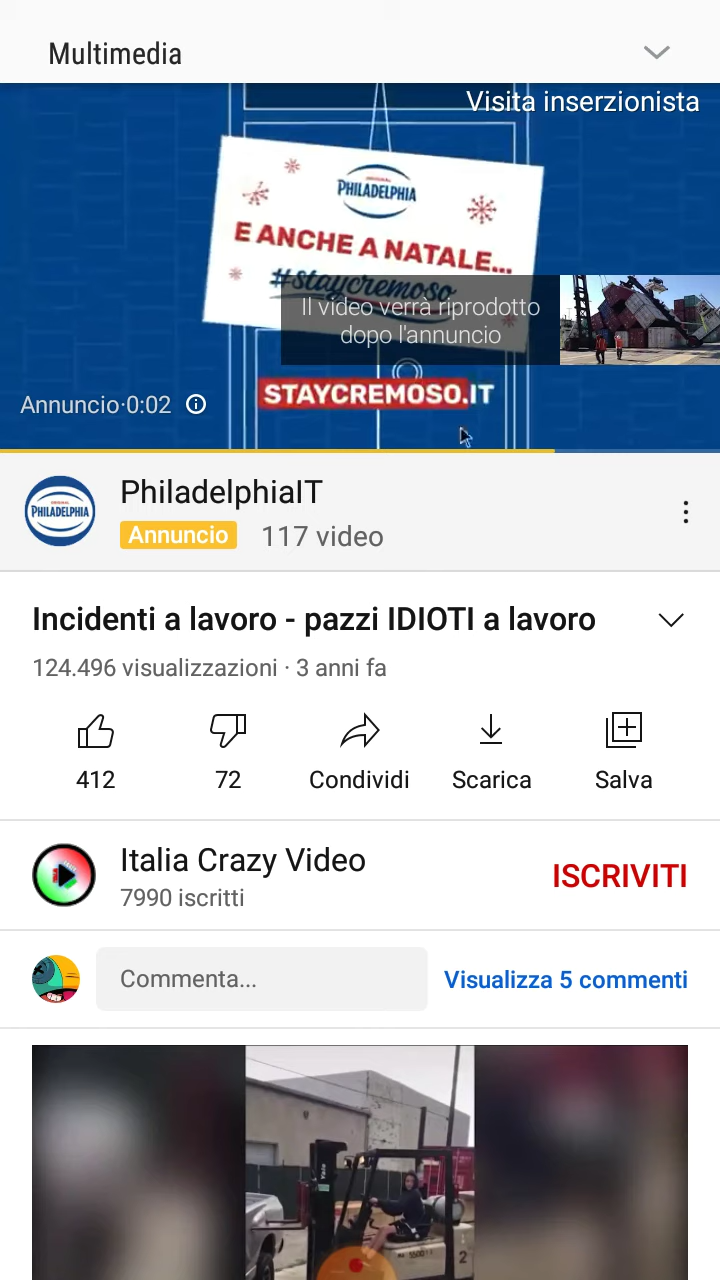 Multimedia
Visita inserzionista
ORIGINAL
PHILADELPHIA
E ANCHE A NATALE...
#staycremoso
Il video verrà riprodotto
dopo l'annuncio
STAYCREMOSO.IT
Annuncio·0:02
PHILADELPHIA
PhiladelphiaIT
Annuncio 117 video
Incidenti a lavoro - pazzi IDIOTI a lavoro
124.496 visualizzazioni · 3 anni fa
412 72 Condividi Scarica Salva
Italia Crazy Video
7990 iscritti
ISCRIVITI
Commenta...
Visualizza 5 commenti
2